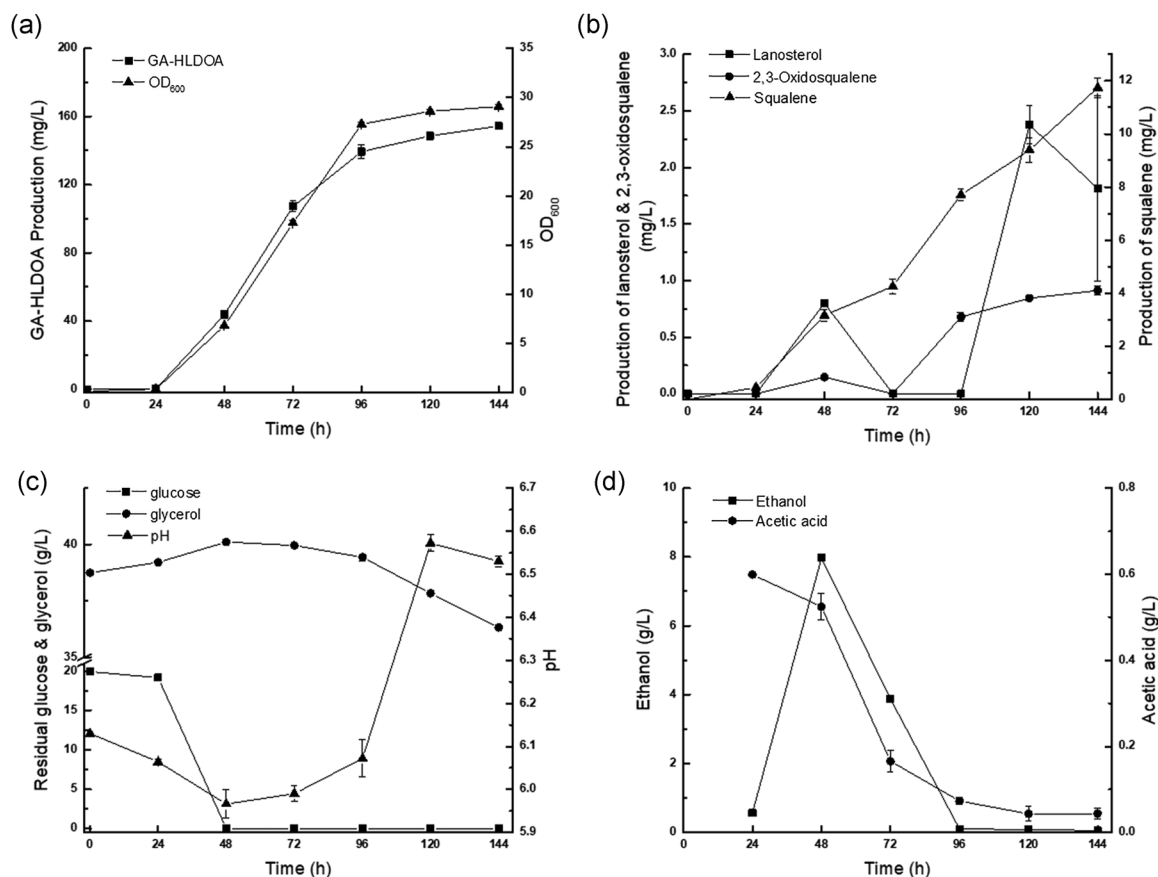 (a)
200
160
120
80
40
0
GA-HLDOA Production (mg/L)
GA-HLDOA
OD600
35
30
25
20
15
10
5
0
OD600
0 24 48 72 96 120 144
Time (h)
(b)
3.0
2.5
2.0
1.5
1.0
0.5
0.0
Production of lanosterol & 2,3-oxidosqualene
(mg/L)
Lanosterol
2,3-Oxidosqualene
Squalene
12
10
8
6
4
2
0
Production of squalene (mg/L)
0 24 48 72 96 120 144
Time (h)
(c)
40
35
20
15
10
5
0
Residual glucose & glycerol (g/L)
glucose
glycerol
pH
6.7
6.6
6.5
6.4
6.3
6.2
6.1
6.0
5.9
pH
0 24 48 72 96 120 144
Time (h)
(d)
10
8
6
4
2
0
Ethanol (g/L)
Ethanol
Acetic acid
0.8
0.6
0.4
0.2
0.0
Acetic acid (g/L)
24 48 72 96 120 144
Time (h)